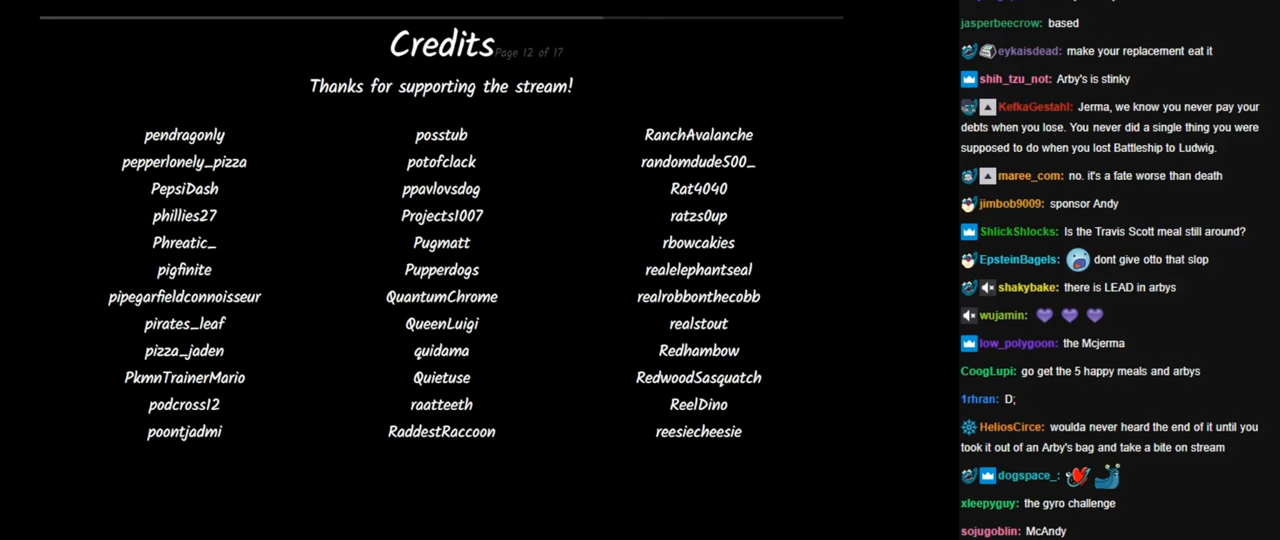 Credits Page 12 of 17
Thanks for supporting the stream!
pendragonly posstub RanchAvalanche
pepperlonely_pizza potofclack randomdude500_
PepsiDash ppavlovsdog Rat4040
phillies27 Projects1007 ratzs0up
Phreatic_ Pugmatt rbowcakies
pigfinite Pupperdogs realelephantseal
pipegarfieldconnoisseur QuantumChrome realrobbonthecobb
pirates_leaf QueenLuigi realstout
pizza_jaden quidama Redhambow
PkmnTrainerMario Quietuse RedwoodSasquatch
podcross12 raatteeth ReelDino
poontjadmi RaddestRaccoon reesiecheesie
jasperbeecrow: based
eykaisdead: make your replacement eat it
shih_tzu_not: Arby's is stinky
KefkaGestahl: Jerma, we know you never pay your
debts when you lose. You never did a single thing you were
supposed to do when you lost Battleship to Ludwig.
maree_com: no. it's a fate worse than death
jimbob9009: sponsor Andy
ShlickShlocks: Is the Travis Scott meal still around?
EpsteinBagels: dont give otto that slop
shakybake: there is LEAD in arbys
wujamin:
low_polygoon: the Mcjerma
CoogLupi: go get the 5 happy meals and arbys
1rhran: D;
HeliosCirce: woulda never heard the end of it until you
took it out of an Arby's bag and take a bite on stream
dogspace_:
xleepyguy: the gyro challenge
sojugoblin: McAndy